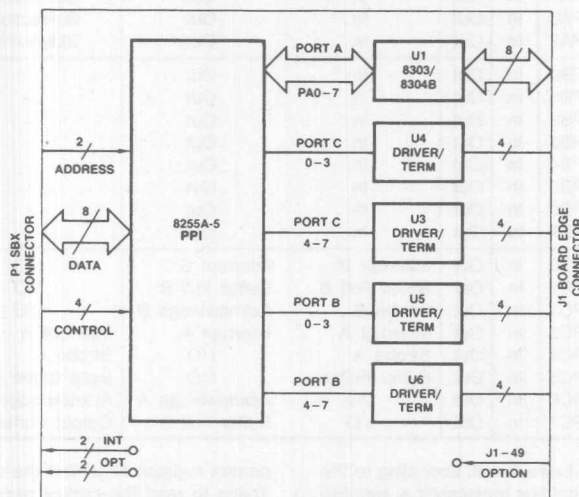 PORT A
PA0-7
U1
8303/
8304B
8
2
ADDRESS
PORT C
0-3
U4
DRIVER/
TERM
4
P1 SBX
CONNECTOR
8
DATA
8255A-5
PPI
PORT C
4-7
U3
DRIVER/
TERM
4
J1 BOARD EDGE
CONNECTOR
4
CONTROL
PORT B
0-3
U5
DRIVER/
TERM
4
PORT B
4-7
U6
DRIVER/
TERM
4
2 INT
2 OPT
J1-49
OPTION